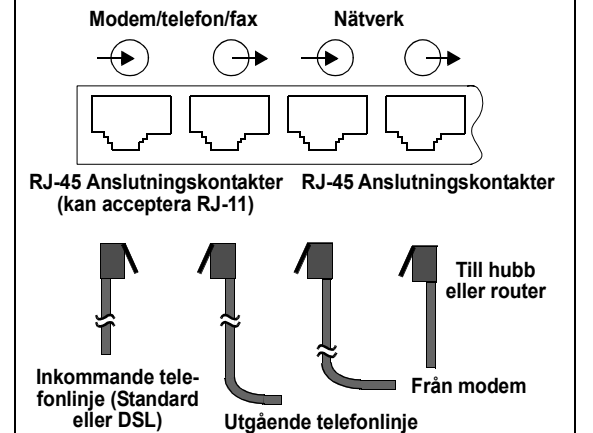 Modem/telefon/fax
Nätverk
RJ-45 Anslutningskontakter
(kan acceptera RJ-11)
RJ-45 Anslutningskontakter
Till hubb
eller router
Från modem
Inkommande tele-
fonlinje (Standard
eller DSL)
Utgående telefonlinje